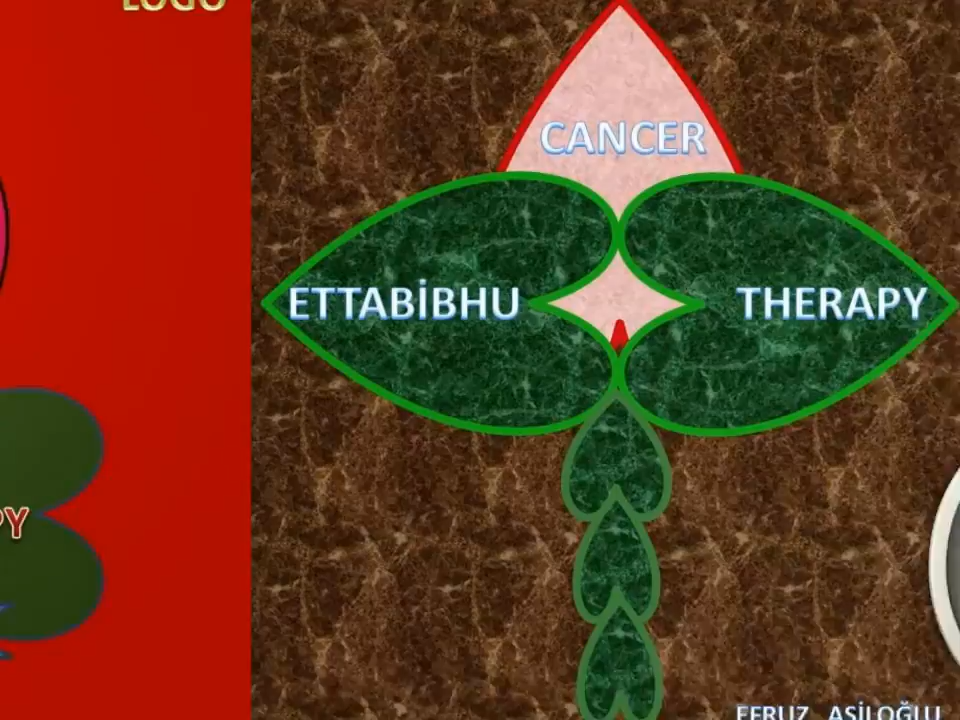 LOGO
CANCER
ETTABİBHU
THERAPY
PY
FERUZ ASİLOĞLU